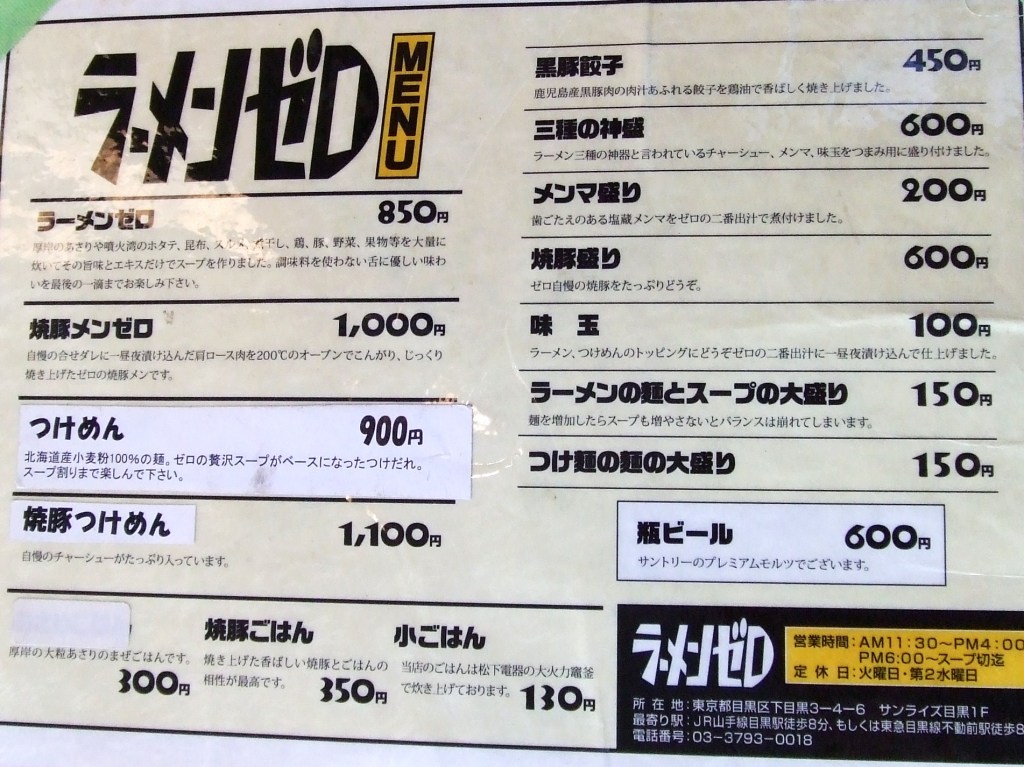 ラーメンゼロ
MENU
ラーメンゼロ 850円
厚岸のあさりや噴火湾のホタテ、昆布、スルメ、煮干し、鶏、豚、野菜、果物等を大量に
炊いてその旨味とエキスだけでスープを作りました。調味料を使わない舌に優しい味わ
いを最後の一滴までお楽しみ下さい。
焼豚メンゼロ 1,000円
自慢の合せダレに一昼夜漬け込んだ肩ロース肉を200℃のオーブンでこんがり、じっくり
焼き上げたゼロの焼豚メンです。
つけめん 900円
北海道産小麦粉100%の麺。ゼロの贅沢スープがベースになったつけだれ。
スープ割りまで楽しんで下さい。
焼豚つけめん 1,100円
自慢のチャーシューがたっぷり入っています。
厚岸の大粒あさりのまぜごはんです。
300円
焼豚ごはん
焼き上げた香ばしい焼豚とごはんの
相性が最高です。 350円
小ごはん
当店のごはんは松下電器の大火力竈釜
で炊き上げております。 130円
黒豚餃子 450円
鹿児島産黒豚肉の肉汁あふれる餃子を鶏油で香ばしく焼き上げました。
三種の神盛 600円
ラーメン三種の神器と言われているチャーシュー、メンマ、味玉をつまみ用に盛り付けました。
メンマ盛り 200円
歯ごたえのある塩蔵メンマをゼロの二番出汁で煮付けました。
焼豚盛り 600円
ゼロ自慢の焼豚をたっぷりどうぞ。
味 玉 100円
ラーメン、つけめんのトッピングにどうぞゼロの二番出汁に一昼夜漬け込んで仕上げました。
ラーメンの麺とスープの大盛り 150円
麺を増加したらスープも増やさないとバランスは崩れてしまいます。
つけ麺の麺の大盛り 150円
瓶ビール 600円
サントリーのプレミアムモルツでございます。
ラーメンゼロ
営業時間:AM11:30〜PM4:00
PM6:00〜スープ切迄
定休日:火曜日・第2水曜日
所在地:東京都目黒区下目黒3-4-6 サンライズ目黒1F
最寄り駅:JR山手線目黒駅徒歩8分、もしくは東急目黒線不動前駅徒歩8
電話番号:03-3793-0018